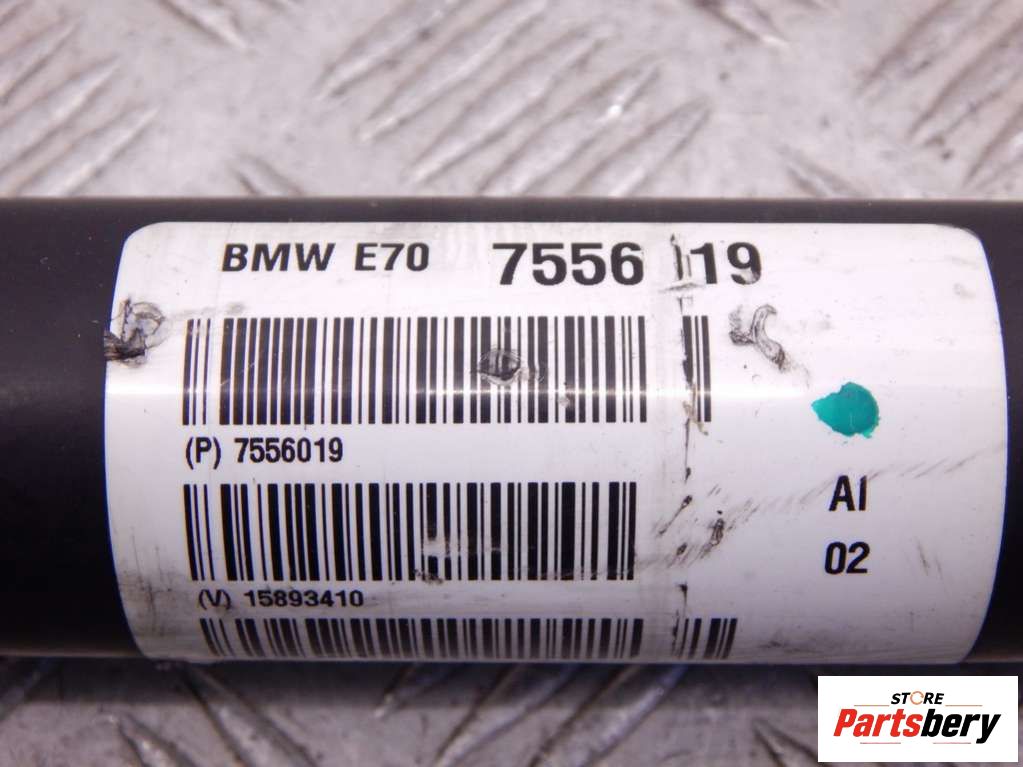 BMW E70 7556 19
(P) 7556019
(V) 15893410
AI
02
STORE
Partsbery